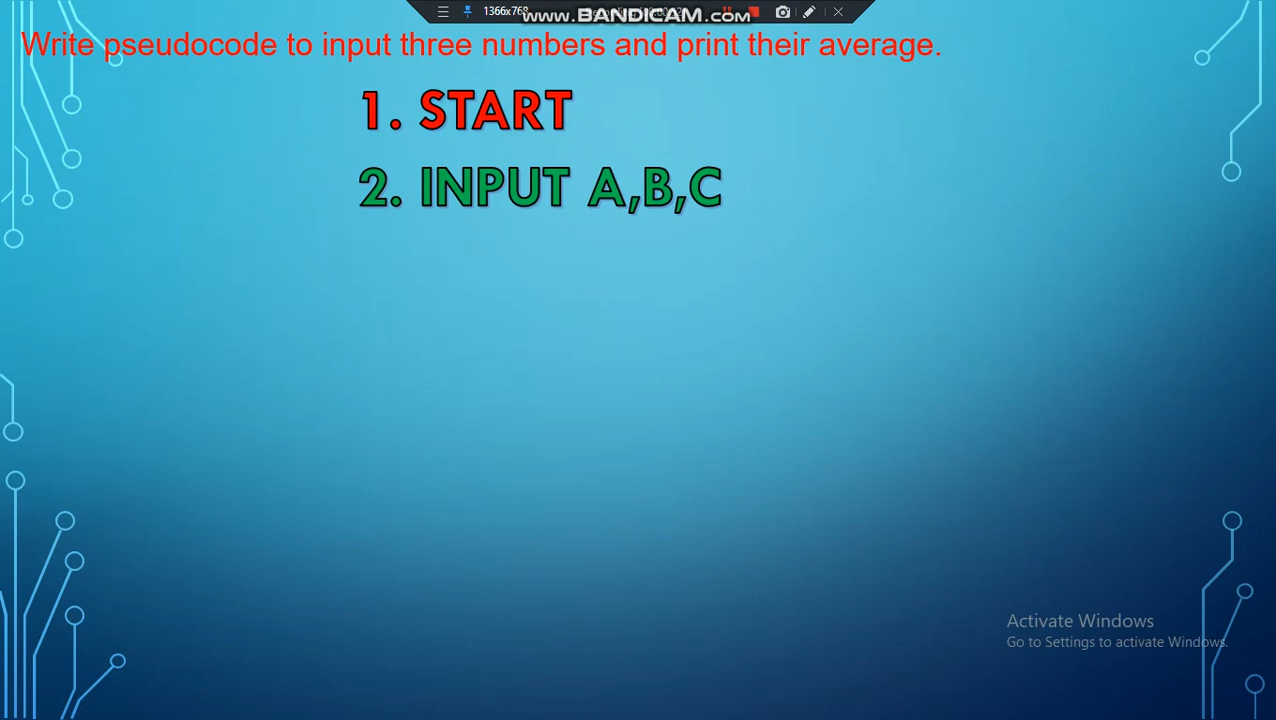 1366x768
www.BANDICAM.com
Write pseudocode to input three numbers and print their average.
1. START
2. INPUT A,B,C
Activate Windows
Go to Settings to activate Windows.